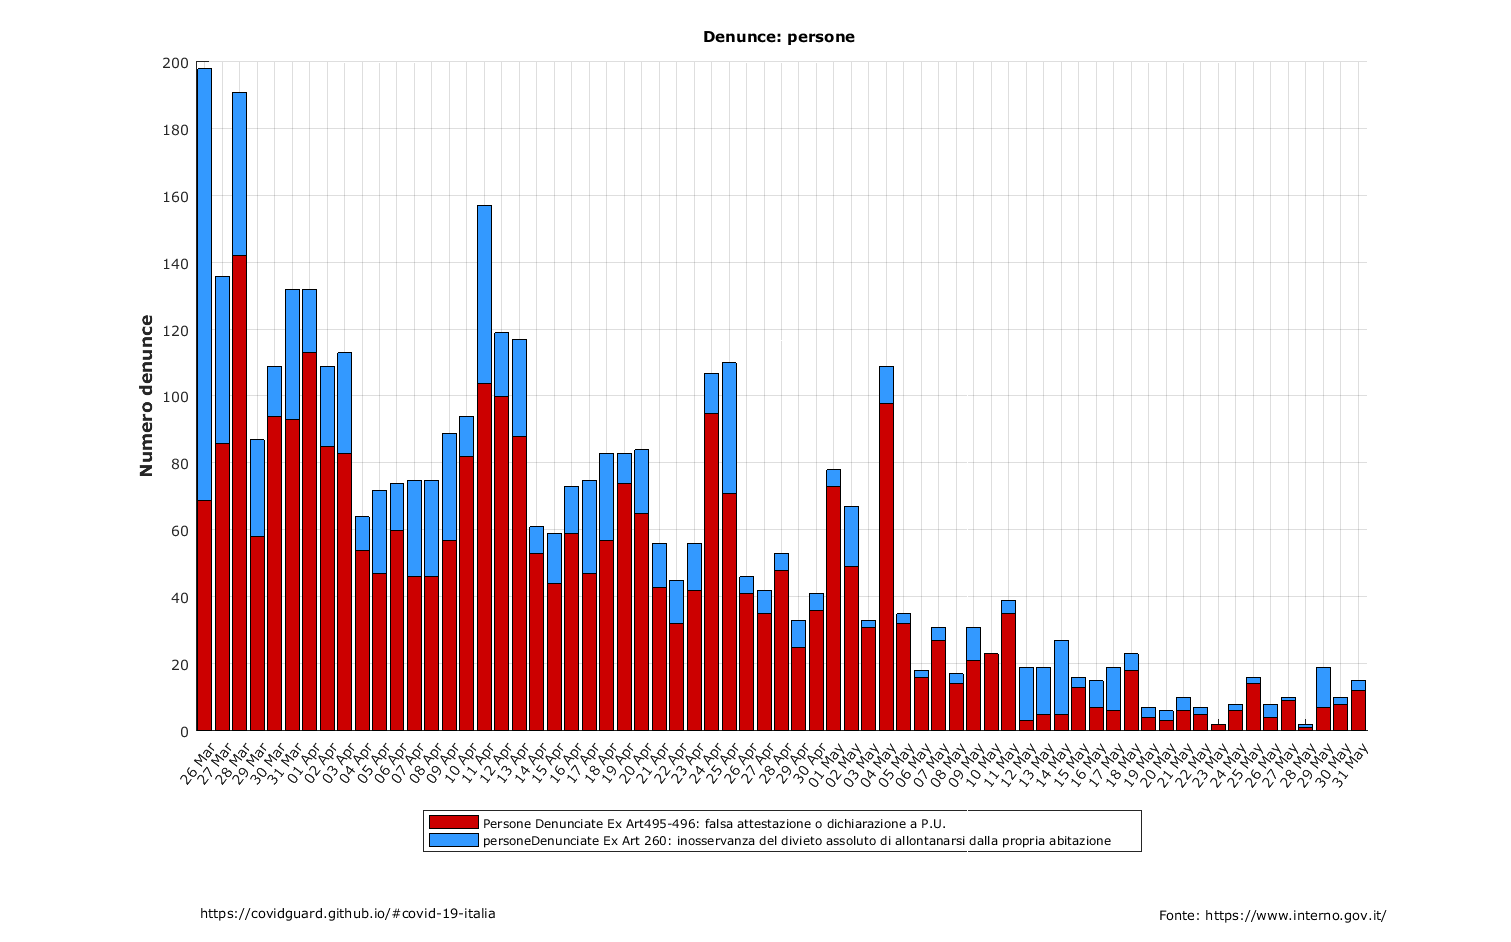 Denunce: persone
Numero denunce
200
180
160
140
120
100
80
60
40
20
0
26 Mar
27 Mar
28 Mar
29 Mar
30 Mar
31 Mar
01 Apr
02 Apr
03 Apr
04 Apr
05 Apr
06 Apr
07 Apr
08 Apr
09 Apr
10 Apr
11 Apr
12 Apr
13 Apr
14 Apr
15 Apr
16 Apr
17 Apr
18 Apr
19 Apr
20 Apr
21 Apr
22 Apr
23 Apr
24 Apr
25 Apr
26 Apr
27 Apr
28 Apr
29 Apr
30 Apr
01 May
02 May
03 May
04 May
05 May
06 May
07 May
08 May
09 May
10 May
11 May
12 May
13 May
14 May
15 May
16 May
17 May
18 May
19 May
20 May
21 May
22 May
23 May
24 May
25 May
26 May
27 May
28 May
29 May
30 May
31 May
Persone Denunciate Ex Art495-496: falsa attestazione o dichiarazione a P.U.
personeDenunciate Ex Art 260: inosservanza del divieto assoluto di allontanarsi dalla propria abitazione
https://covidguard.github.io/#covid-19-italia
Fonte: https://www.interno.gov.it/